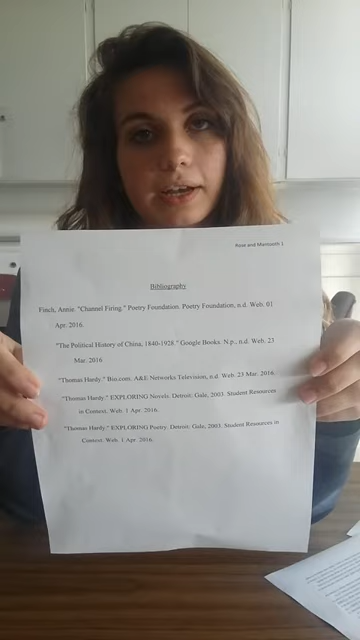 Rose and Mantooth 1
Bibliography
Finch, Annie. "Channel Firing." Poetry Foundation. Poetry Foundation, n.d. Web. 01
Apr. 2016.
"The Political History of China, 1840-1928." Google Books. N.p., n.d. Web. 23
Mar. 2016
"Thomas Hardy." Bio.com. A&E Networks Television, n.d. Web. 23 Mar. 2016.
"Thomas Hardy." EXPLORING Novels. Detroit: Gale, 2003. Student Resources
in Context. Web. 1 Apr. 2016.
"Thomas Hardy." EXPLORING Poetry. Detroit: Gale, 2003. Student Resources in
Context. Web. 1 Apr. 2016.